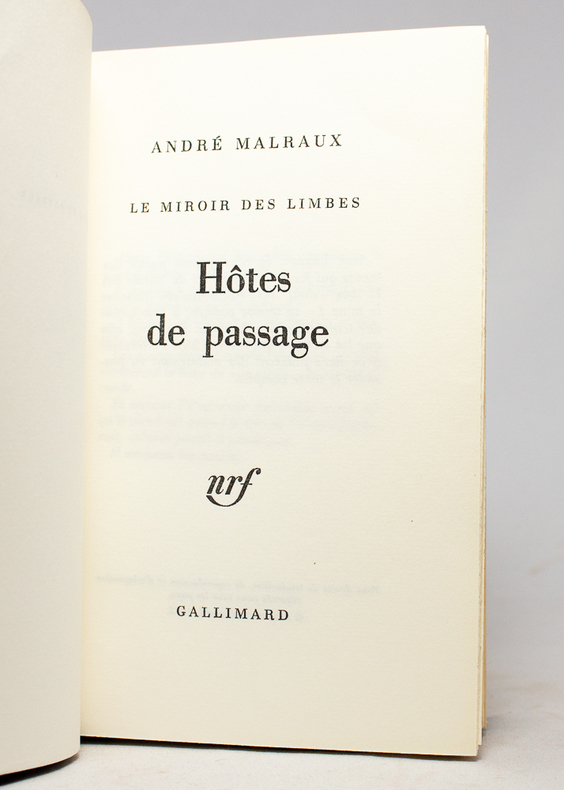 ANDRÉ MALRAUX
LE MIROIR DES LIMBES
Hôtes
de passage
nrf
GALLIMARD